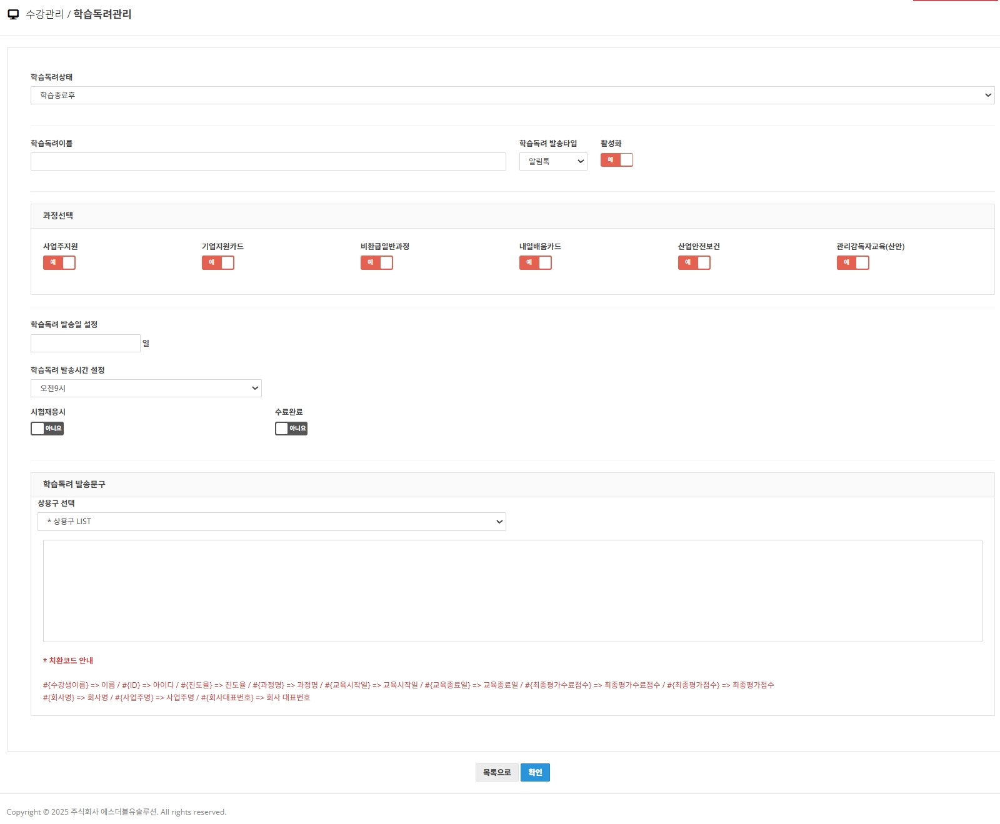 수강관리 / 학습독려관리
학습독려상태
학습종료후
학습독려이름 학습독려 발송타입 활성화
알림톡 예
과정선택
사업주지원 기업지원카드 비환급일반과정 내일배움카드 산업안전보건 관리감독자교육(산안)
예 예 예 예 예 예
학습독려 발송일 설정
일
학습독려 발송시간 설정
오전9시
시험재응시 수료완료
아니요 아니요
학습독려 발송문구
상용구 선택
* 상용구 LIST
* 치환코드 안내
#{수강생이름} => 이름 / #{ID} => 아이디 / #{진도율} => 진도율 / #{과정명} => 과정명 / #{교육시작일} => 교육시작일 / #{교육종료일} => 교육종료일 / #{최종평가수료점수} => 최종평가수료점수 / #{최종평가점수} => 최종평가점수
#{회사명} => 회사명 / #{사업주명} => 사업주명 / #{회사대표번호} => 회사 대표번호
목록으로 확인
Copyright © 2025 주식회사 에스더블유솔루션. All rights reserved.